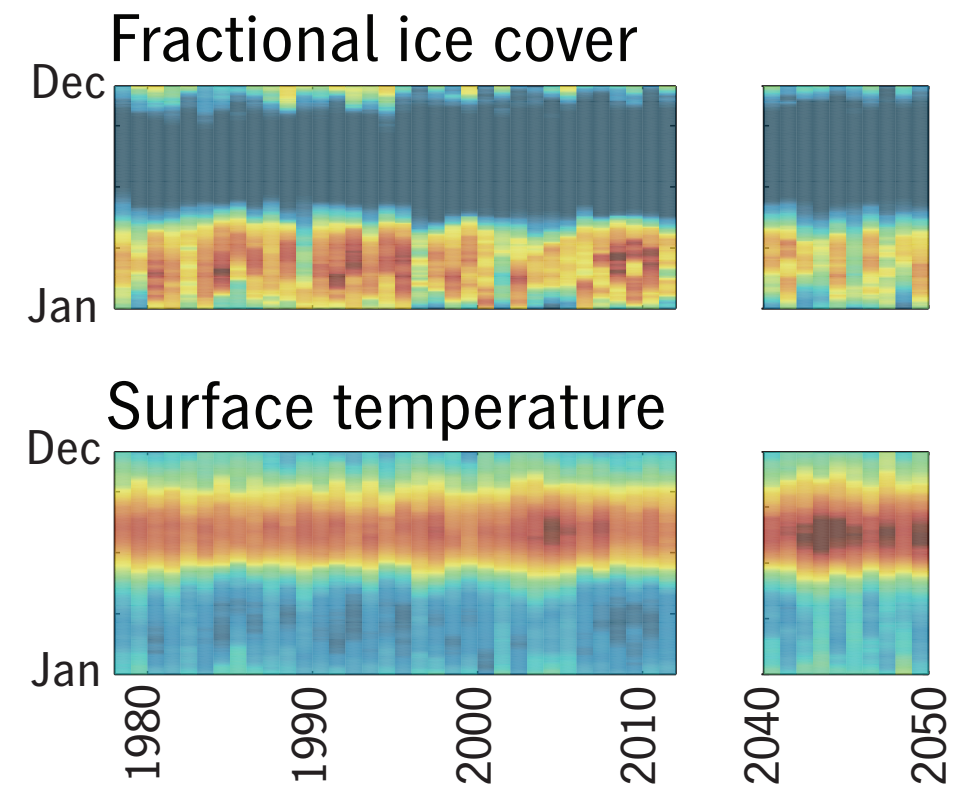 Fractional ice cover
Dec
Jan
Surface temperature
Dec
Jan
1980
1990
2000
2010
2040
2050